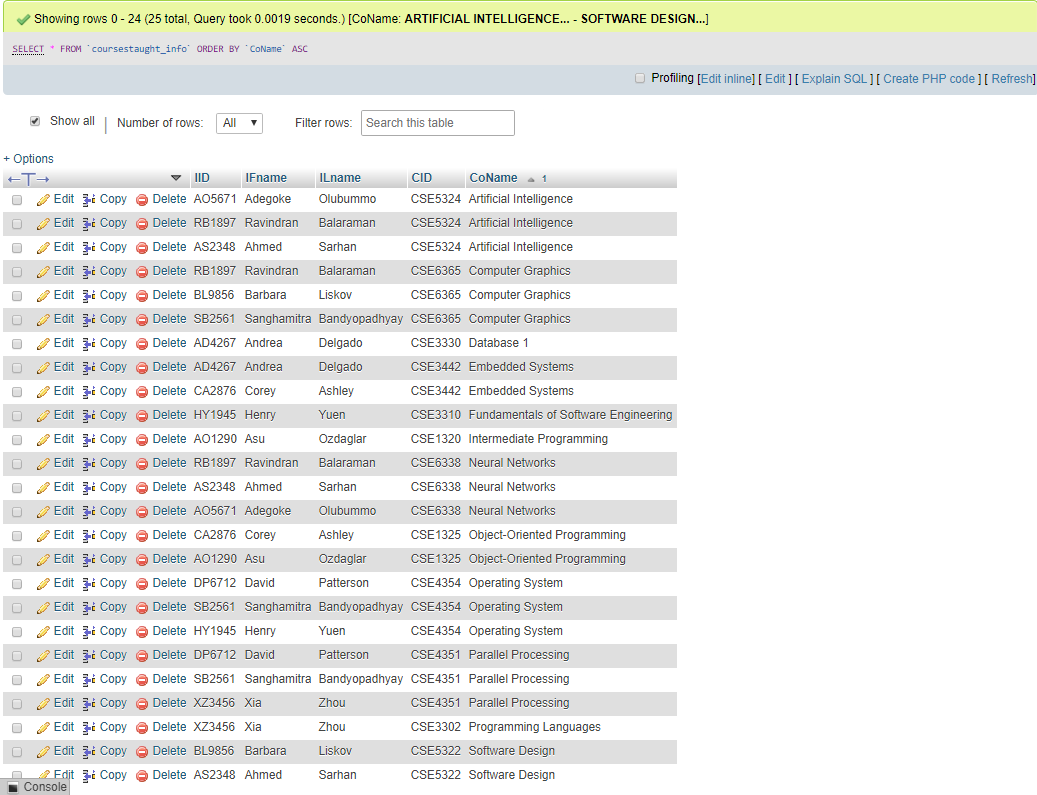 Showing rows 0 - 24 (25 total, Query took 0.0019 seconds.) [CoName: ARTIFICIAL INTELLIGENCE... - SOFTWARE DESIGN...]
SELECT * FROM `coursestaught_info` ORDER BY `CoName` ASC
Profiling [Edit inline] [ Edit ] [ Explain SQL ] [ Create PHP code ] [ Refresh]
Show all Number of rows: All Filter rows: Search this table
+ Options
←T→ IID IFname ILname CID CoName 1
Edit Copy Delete AO5671 Adegoke Olubummo CSE5324 Artificial Intelligence
Edit Copy Delete RB1897 Ravindran Balaraman CSE5324 Artificial Intelligence
Edit Copy Delete AS2348 Ahmed Sarhan CSE5324 Artificial Intelligence
Edit Copy Delete RB1897 Ravindran Balaraman CSE6365 Computer Graphics
Edit Copy Delete BL9856 Barbara Liskov CSE6365 Computer Graphics
Edit Copy Delete SB2561 Sanghamitra Bandyopadhyay CSE6365 Computer Graphics
Edit Copy Delete AD4267 Andrea Delgado CSE3330 Database 1
Edit Copy Delete AD4267 Andrea Delgado CSE3442 Embedded Systems
Edit Copy Delete CA2876 Corey Ashley CSE3442 Embedded Systems
Edit Copy Delete HY1945 Henry Yuen CSE3310 Fundamentals of Software Engineering
Edit Copy Delete AO1290 Asu Ozdaglar CSE1320 Intermediate Programming
Edit Copy Delete RB1897 Ravindran Balaraman CSE6338 Neural Networks
Edit Copy Delete AS2348 Ahmed Sarhan CSE6338 Neural Networks
Edit Copy Delete AO5671 Adegoke Olubummo CSE6338 Neural Networks
Edit Copy Delete CA2876 Corey Ashley CSE1325 Object-Oriented Programming
Edit Copy Delete AO1290 Asu Ozdaglar CSE1325 Object-Oriented Programming
Edit Copy Delete DP6712 David Patterson CSE4354 Operating System
Edit Copy Delete SB2561 Sanghamitra Bandyopadhyay CSE4354 Operating System
Edit Copy Delete HY1945 Henry Yuen CSE4354 Operating System
Edit Copy Delete DP6712 David Patterson CSE4351 Parallel Processing
Edit Copy Delete SB2561 Sanghamitra Bandyopadhyay CSE4351 Parallel Processing
Edit Copy Delete XZ3456 Xia Zhou CSE4351 Parallel Processing
Edit Copy Delete XZ3456 Xia Zhou CSE3302 Programming Languages
Edit Copy Delete BL9856 Barbara Liskov CSE5322 Software Design
Edit Copy Delete AS2348 Ahmed Sarhan CSE5322 Software Design
Console